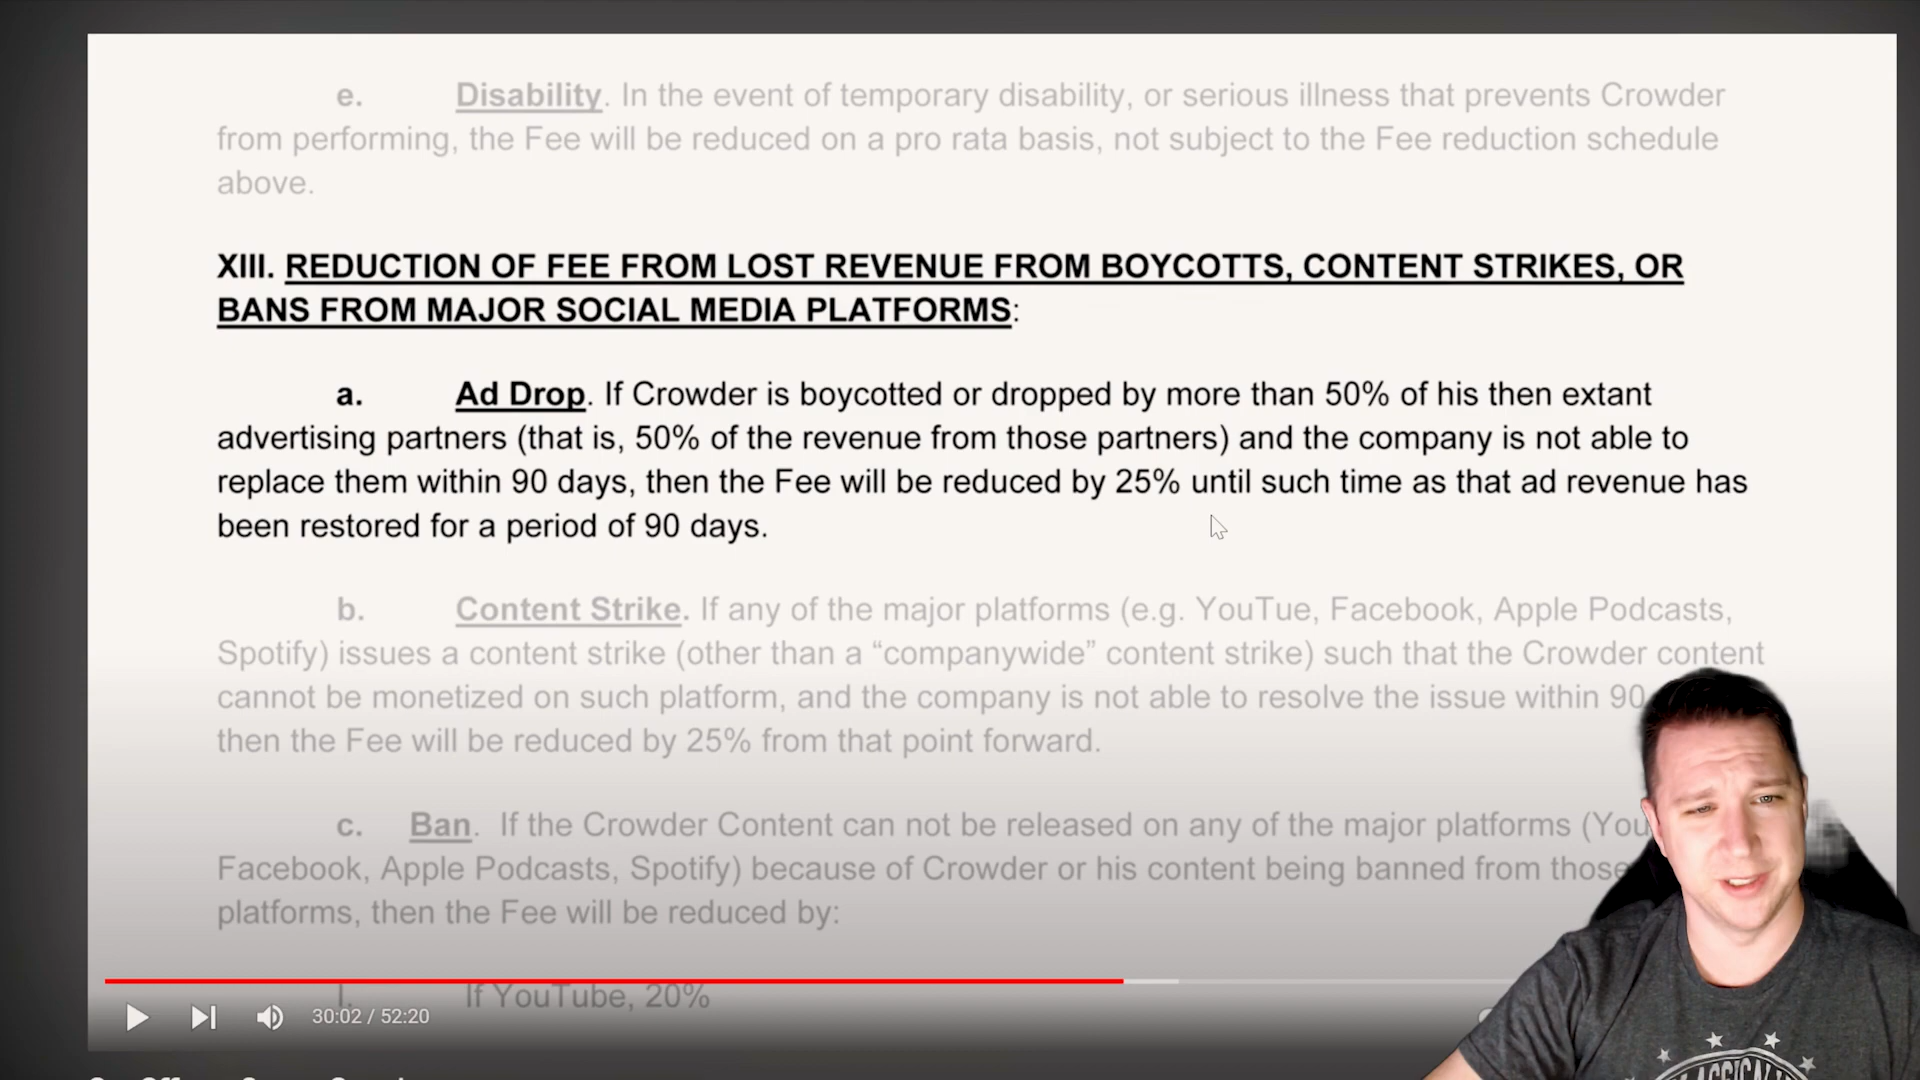 e. Disability. In the event of temporary disability, or serious illness that prevents Crowder
from performing, the Fee will be reduced on a pro rata basis, not subject to the Fee reduction schedule
above.
XIII. REDUCTION OF FEE FROM LOST REVENUE FROM BOYCOTTS, CONTENT STRIKES, OR
BANS FROM MAJOR SOCIAL MEDIA PLATFORMS:
a. Ad Drop. If Crowder is boycotted or dropped by more than 50% of his then extant
advertising partners (that is, 50% of the revenue from those partners) and the company is not able to
replace them within 90 days, then the Fee will be reduced by 25% until such time as that ad revenue has
been restored for a period of 90 days.
b. Content Strike. If any of the major platforms (e.g. YouTue, Facebook, Apple Podcasts,
Spotify) issues a content strike (other than a “companywide” content strike) such that the Crowder content
cannot be monetized on such platform, and the company is not able to resolve the issue within 90
then the Fee will be reduced by 25% from that point forward.
c. Ban. If the Crowder Content can not be released on any of the major platforms (You
Facebook, Apple Podcasts, Spotify) because of Crowder or his content being banned from those
platforms, then the Fee will be reduced by:
If YouTube, 20%
30:02 / 52:20